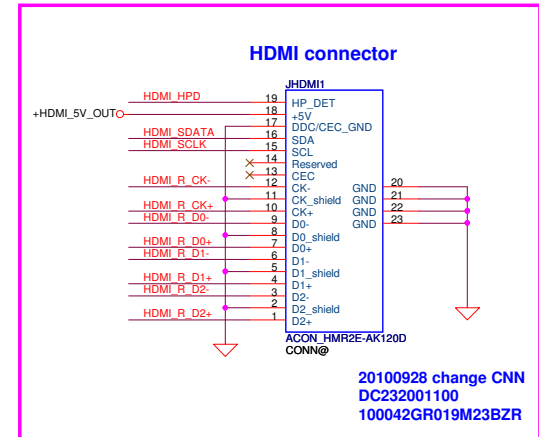 HDMI connector
JHDMI1
HDMI_HPD 19 HP_DET
+HDMI_5V_OUT 18 +5V
17 DDC/CEC_GND
HDMI_SDATA 16 SDA
HDMI_SCLK 15 SCL
14 Reserved
13 CEC
HDMI_R_CK- 12 CK- GND 20
11 CK_shield GND 21
HDMI_R_CK+ 10 CK+ GND 22
HDMI_R_D0- 9 D0- GND 23
8 D0_shield
HDMI_R_D0+ 7 D0+
HDMI_R_D1- 6 D1-
5 D1_shield
HDMI_R_D1+ 4 D1+
HDMI_R_D2- 3 D2-
2 D2_shield
HDMI_R_D2+ 1 D2+
ACON_HMR2E-AK120D
CONN@
20100928 change CNN
DC232001100
100042GR019M23BZR